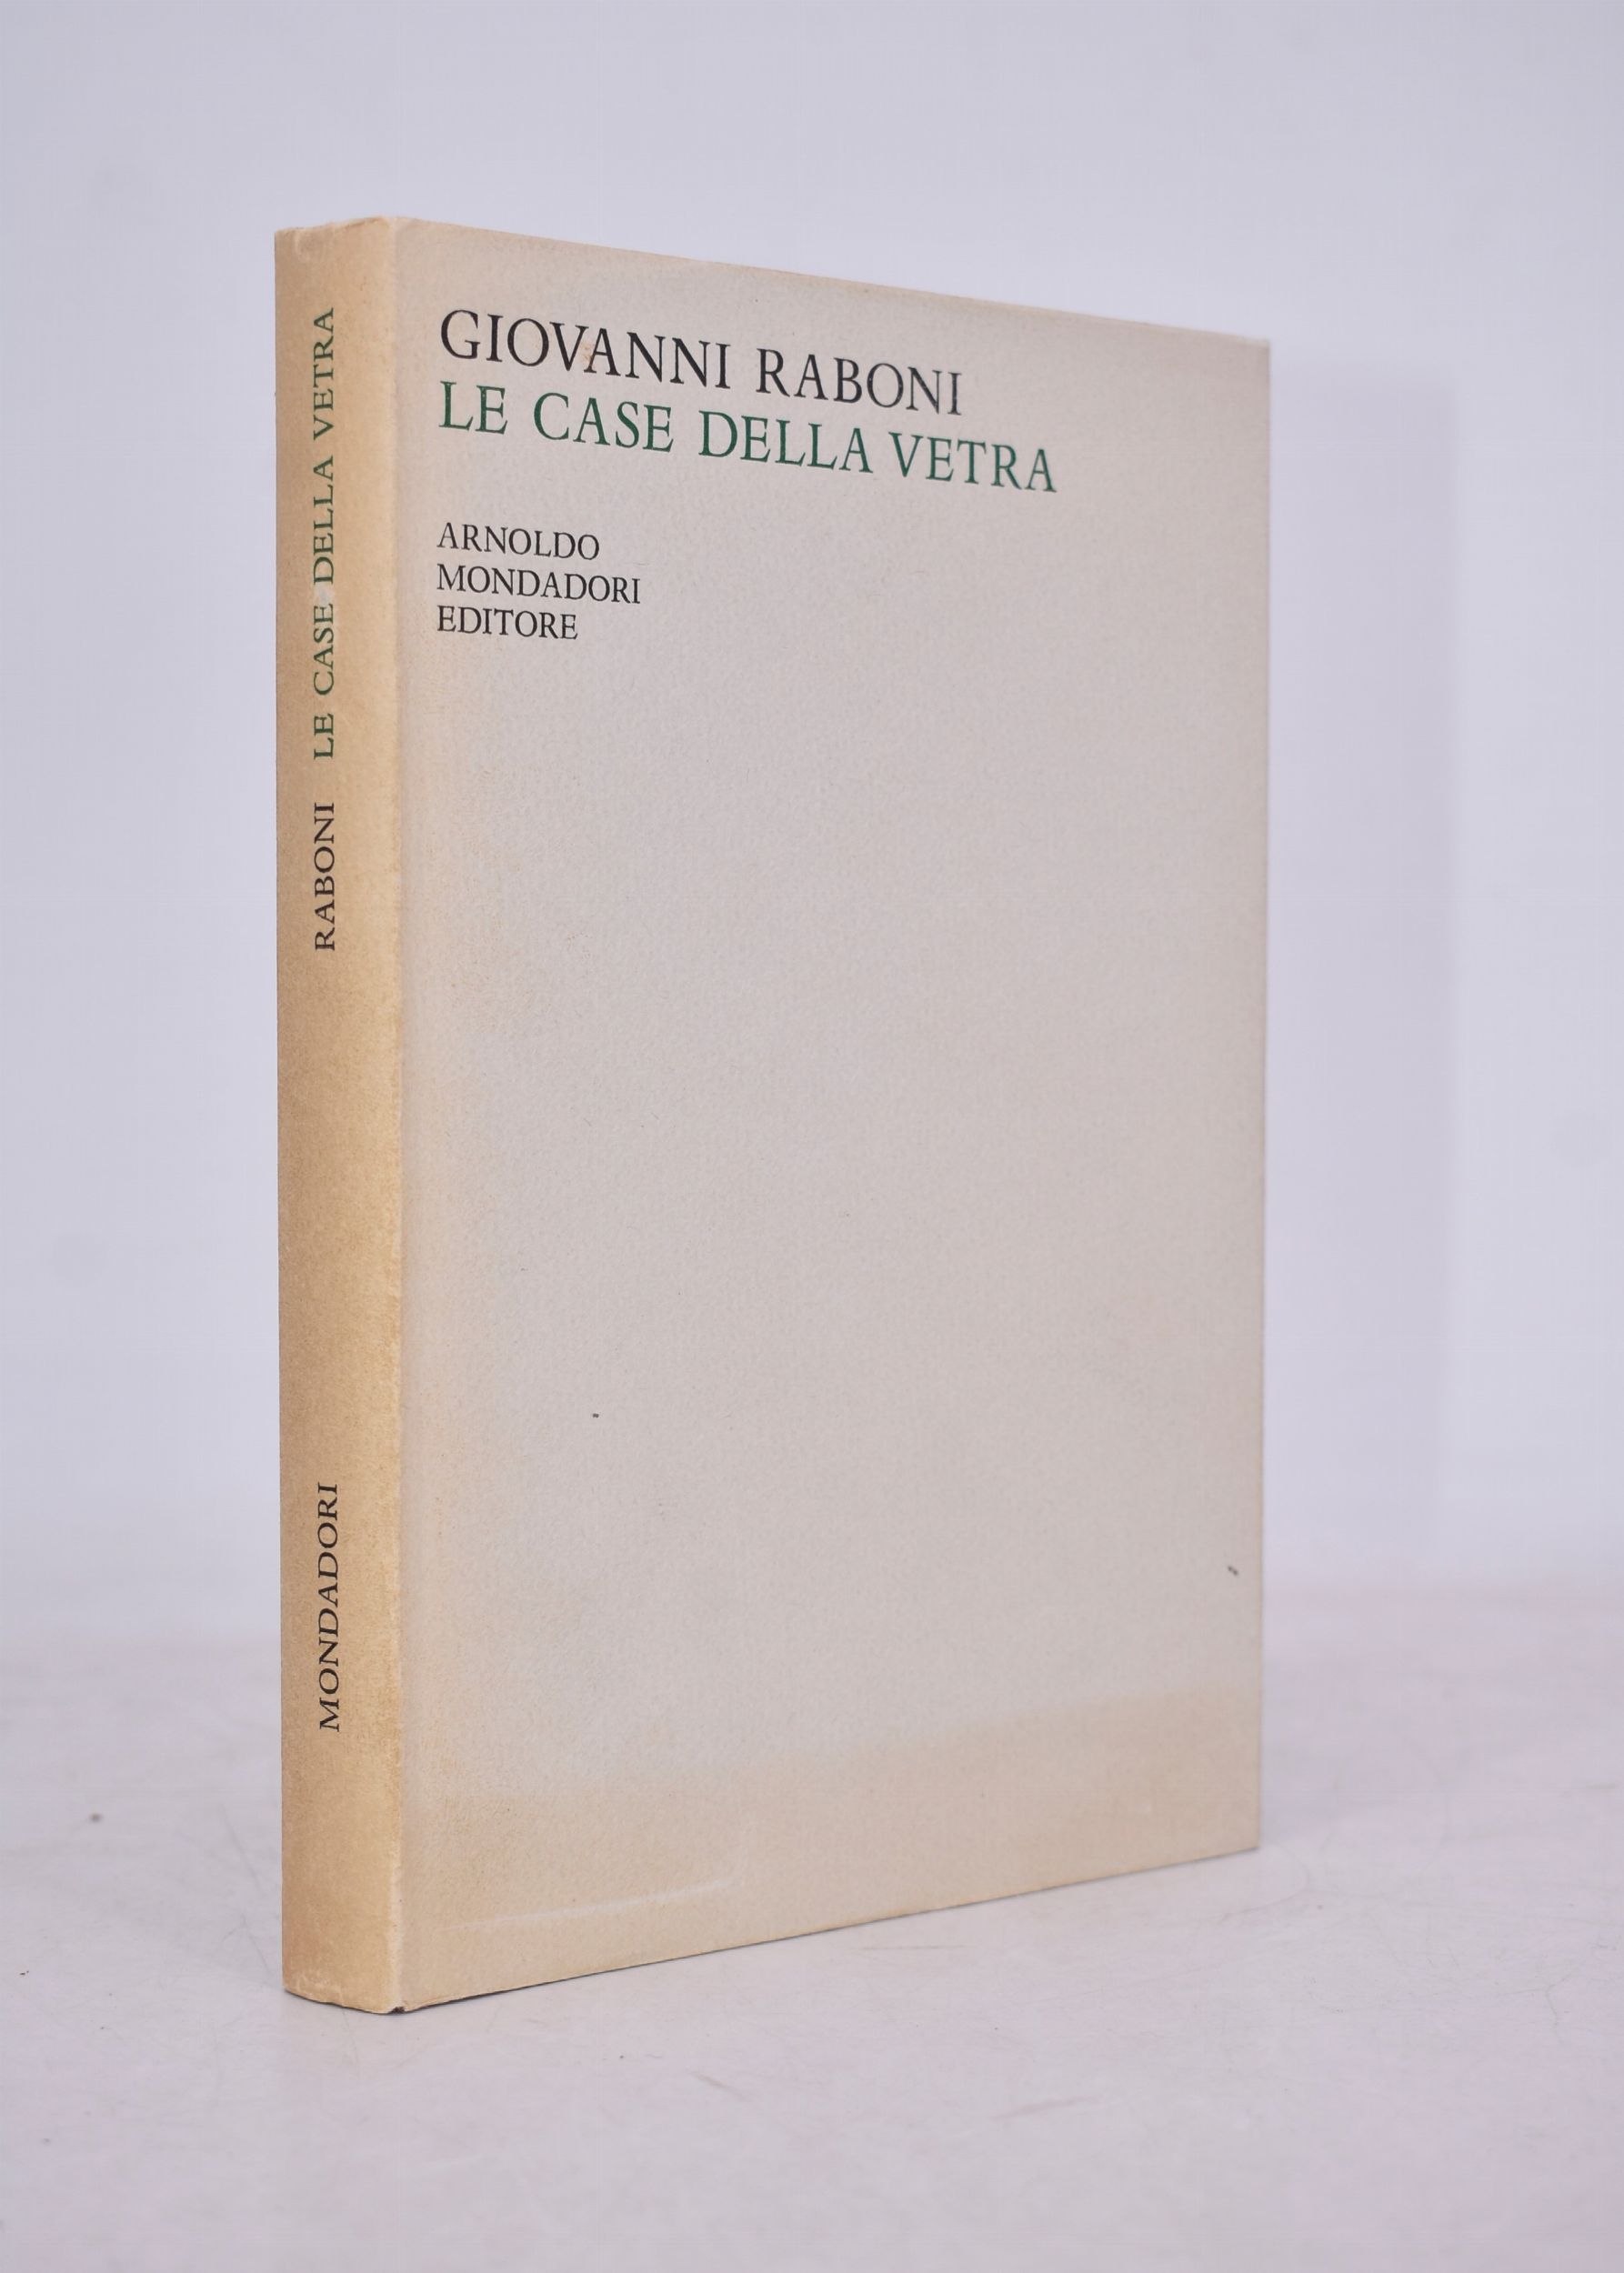 GIOVANNI RABONI
LE CASE DELLA VETRA
ARNOLDO
MONDADORI
EDITORE
RABONI LE CASE DELLA VETRA
MONDADORI